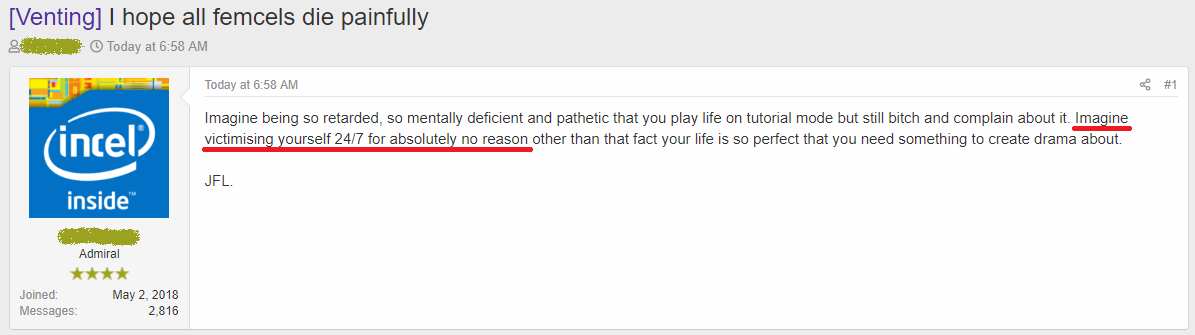 [Venting] I hope all femcels die painfully
Today at 6:58 AM
Today at 6:58 AM
#1
Imagine being so retarded, so mentally deficient and pathetic that you play life on tutorial mode but still bitch and complain about it. Imagine
victimising yourself 24/7 for absolutely no reason other than that fact your life is so perfect that you need something to create drama about.
JFL.
incel
inside™
Admiral
Joined: May 2, 2018
Messages: 2,816